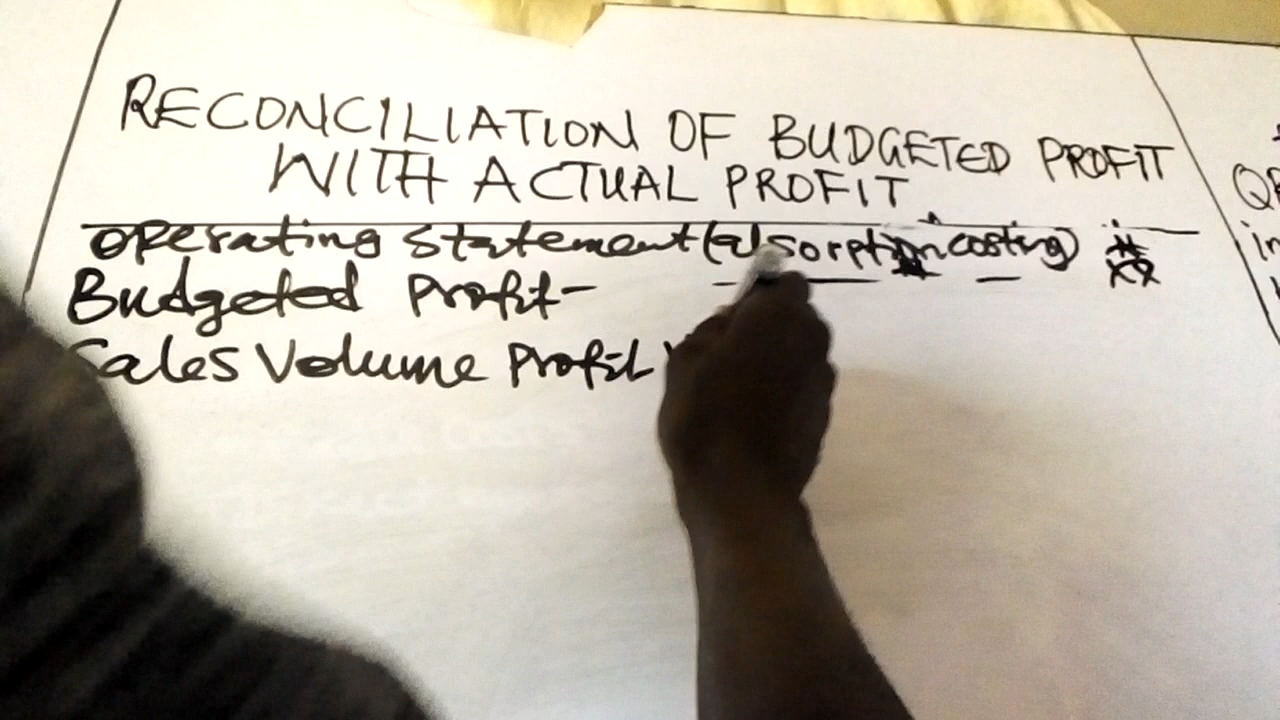 RECONCILIATION OF BUDGETED PROFIT
WITH ACTUAL PROFIT
Operating Statement (absorption costing)
Budgeted Profit-
Sales Volume Profit